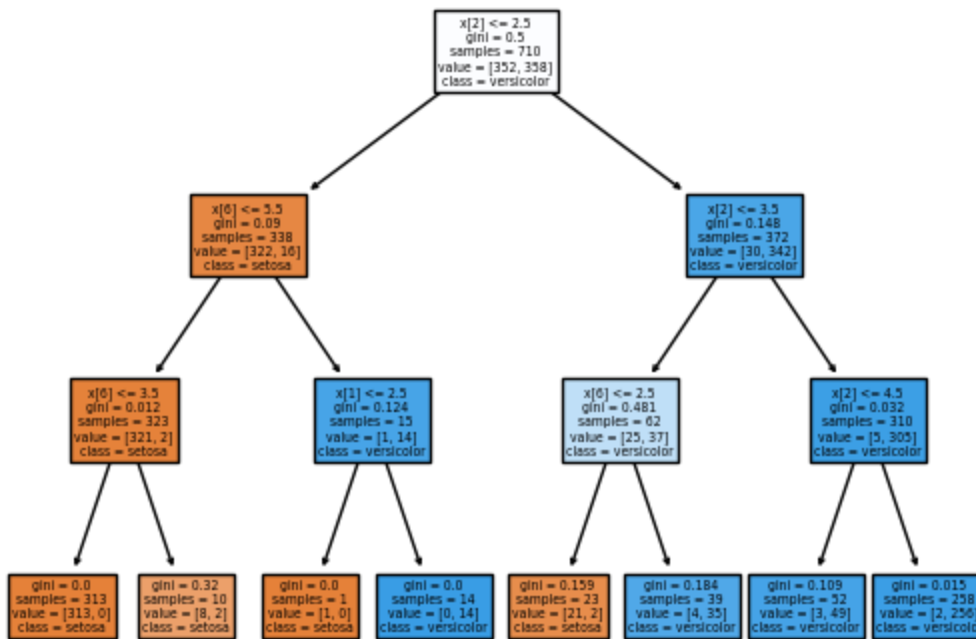 x[2] <= 2.5
gini = 0.5
samples = 710
value = [352, 358]
class = versicolor
x[6] <= 5.5
gini = 0.09
samples = 338
value = [322, 16]
class = setosa
x[2] <= 3.5
gini = 0.148
samples = 372
value = [30, 342]
class = versicolor
x[6] <= 3.5
gini = 0.012
samples = 323
value = [321, 2]
class = setosa
x[1] <= 2.5
gini = 0.124
samples = 15
value = [1, 14]
class = versicolor
x[6] <= 2.5
gini = 0.481
samples = 62
value = [25, 37]
class = versicolor
x[2] <= 4.5
gini = 0.032
samples = 310
value = [5, 305]
class = versicolor
gini = 0.0
samples = 313
value = [313, 0]
class = setosa
gini = 0.32
samples = 10
value = [8, 2]
class = setosa
gini = 0.0
samples = 1
value = [1, 0]
class = setosa
gini = 0.0
samples = 14
value = [0, 14]
class = versicolor
gini = 0.159
samples = 23
value = [21, 2]
class = setosa
gini = 0.184
samples = 39
value = [4, 35]
class = versicolor
gini = 0.109
samples = 52
value = [3, 49]
class = versicolor
gini = 0.015
samples = 258
value = [2, 256
class = versicolor